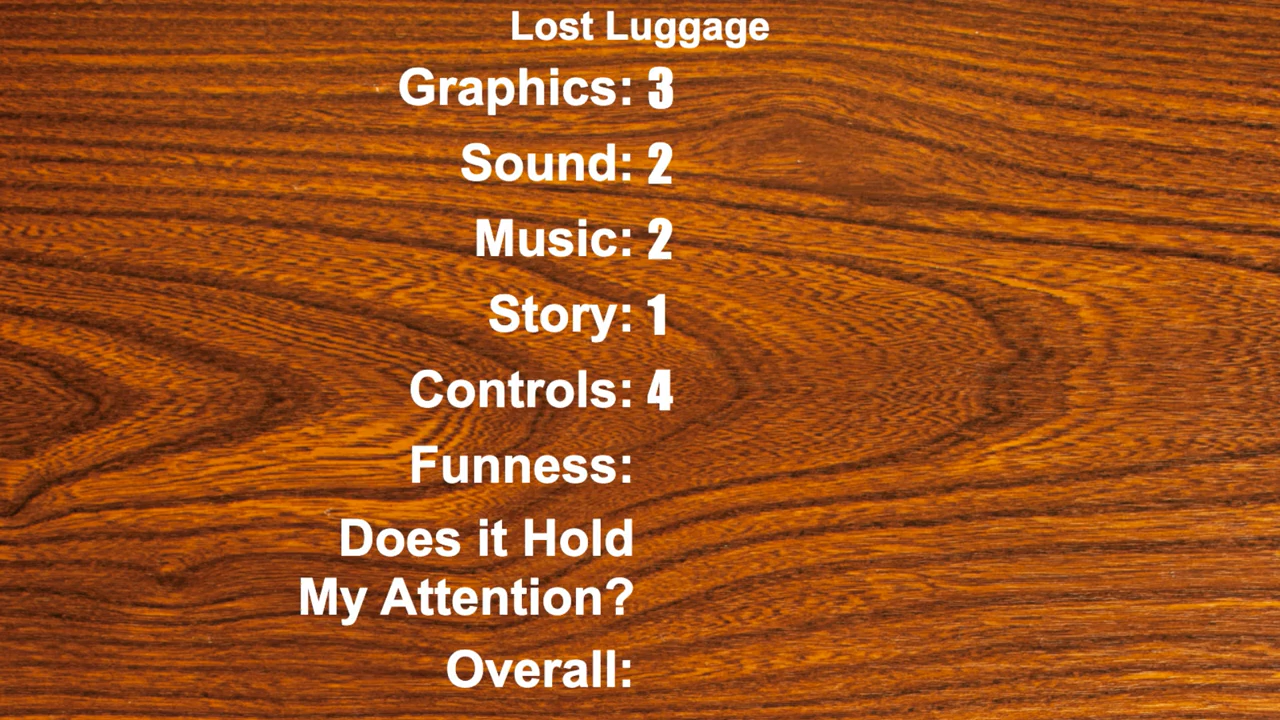 Lost Luggage
Graphics: 3
Sound: 2
Music: 2
Story: 1
Controls: 4
Funness:
Does it Hold
My Attention?
Overall: